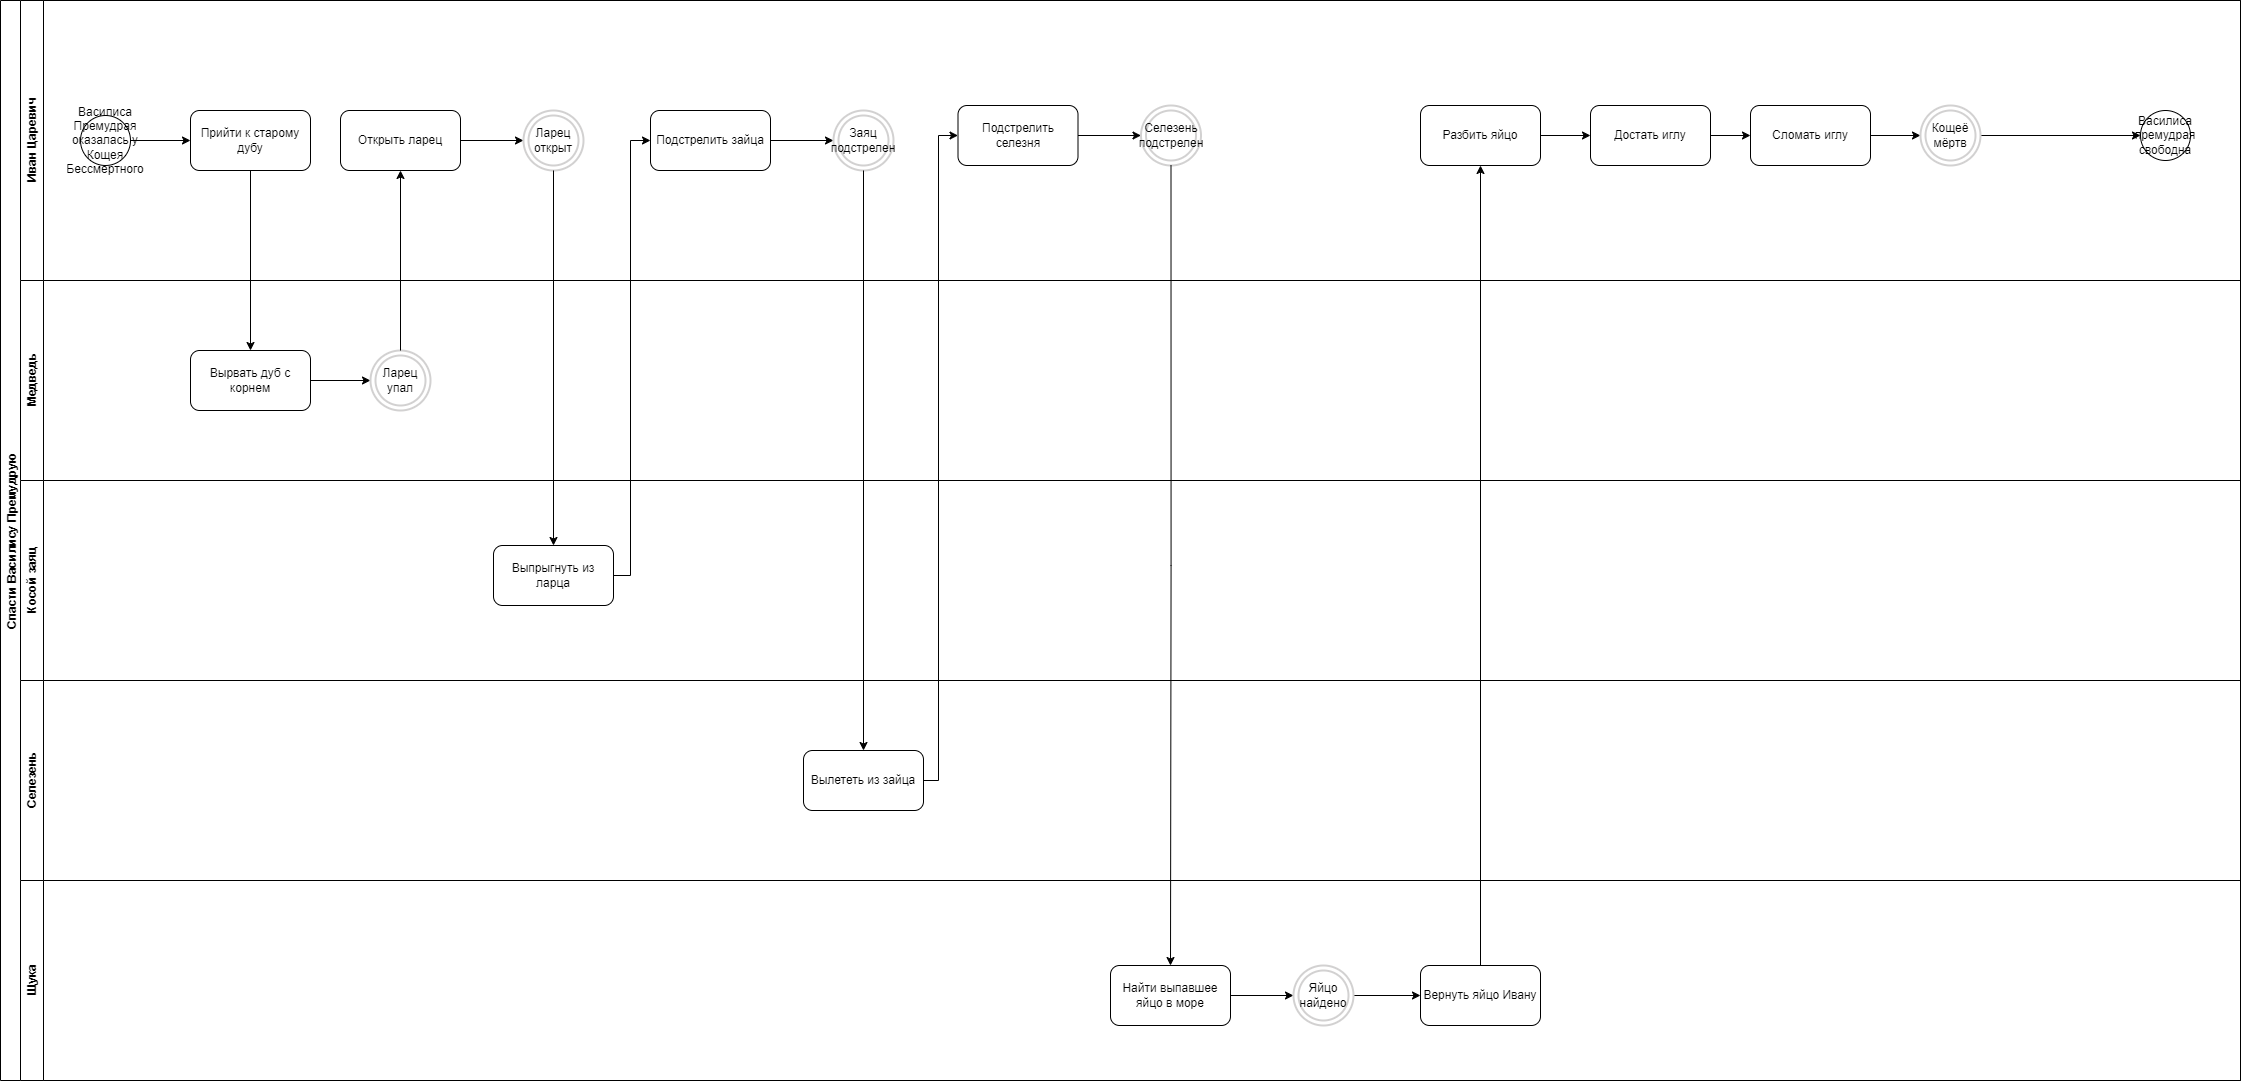 Спасти Василису Премудрую
Иван Царевич
Василиса
Премудрая
оказалась у
Кощея
Бессмертного
Прийти к старому
дубу
Открыть ларец
Ларец
открыт
Подстрелить зайца
Заяц
подстрелен
Подстрелить
селезня
Селезень
подстрелен
Разбить яйцо
Достать иглу
Сломать иглу
Кощеё
мёртв
Василиса
премудрая
свободна
Медведь
Вырвать дуб с
корнем
Ларец
упал
Косой заяц
Выпрыгнуть из
ларца
Селезень
Вылететь из зайца
Щука
Найти выпавшее
яйцо в море
Яйцо
найдено
Вернуть яйцо Ивану